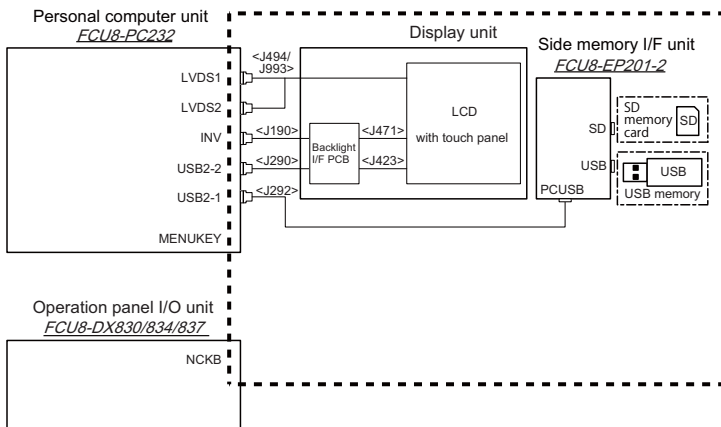 Personal computer unit
FCU8-PC232
LVDS1
LVDS2
INV
USB2-2
USB2-1
MENUKEY
<J494/
J993>
<J190>
<J290>
<J292>
Display unit
Backlight
I/F PCB
<J471>
<J423>
LCD
with touch panel
Side memory I/F unit
FCU8-EP201-2
SD
USB
PCUSB
SD
memory
card
SD
USB
USB memory
Operation panel I/O unit
FCU8-DX830/834/837
NCKB